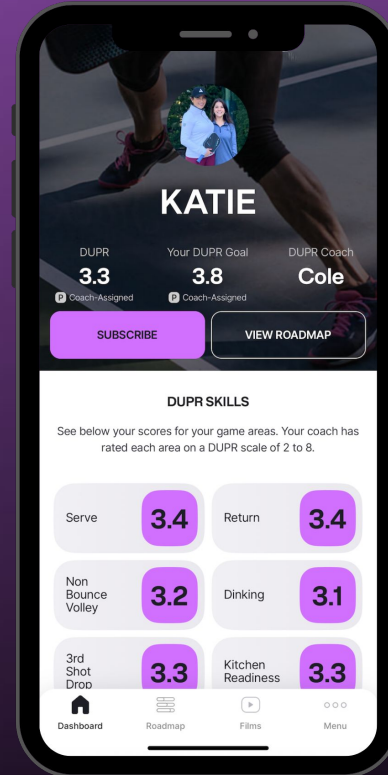 KATIE
DUPR
Your DUPR Goal
DUPR Coach
3.3
3.8
Cole
P Coach-Assigned
P Coach-Assigned
SUBSCRIBE
VIEW ROADMAP
DUPR SKILLS
See below your scores for your game areas. Your coach has
rated each area on a DUPR scale of 2 to 8.
Serve
3.4
Return
3.4
Non
Bounce
Volley
3.2
Dinking
3.1
3rd
Shot
Drop
3.3
Kitchen
Readiness
3.3
Dashboard
Roadmap
Films
Menu